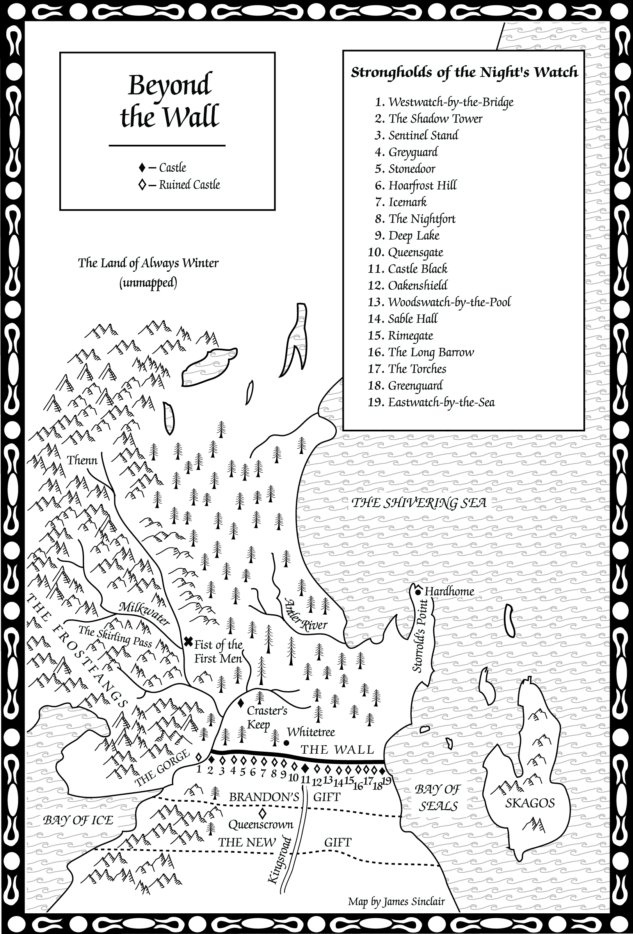 Beyond
the Wall
– Castle
– Ruined Castle
Strongholds of the Night's Watch
1. Westwatch-by-the-Bridge
2. The Shadow Tower
3. Sentinel Stand
4. Greyguard
5. Stonedoor
6. Hoarfrost Hill
7. Icemark
8. The Nightfort
9. Deep Lake
10. Queensgate
11. Castle Black
12. Oakenshield
13. Woodswatch-by-the-Pool
14. Sable Hall
15. Rimegate
16. The Long Barrow
17. The Torches
18. Greenguard
19. Eastwatch-by-the-Sea
The Land of Always Winter
(unmapped)
Thenn
THE SHIVERING SEA
Hardhome
Storrold's Point
Antler River
Milkwater
The Skirling Pass
THE FROSTFANGS
Fist of the
First Men
Craster's
Keep
Whitetree
THE WALL
THE GORGE
1 2 3 4 5 6 7 8 9 10 11 12 13 14 15 16 17 18 19
BAY OF ICE
BRANDON'S GIFT
Queenscrown
THE NEW GIFT
Kingsroad
BAY OF
SEALS
SKAGOS
Map by James Sinclair